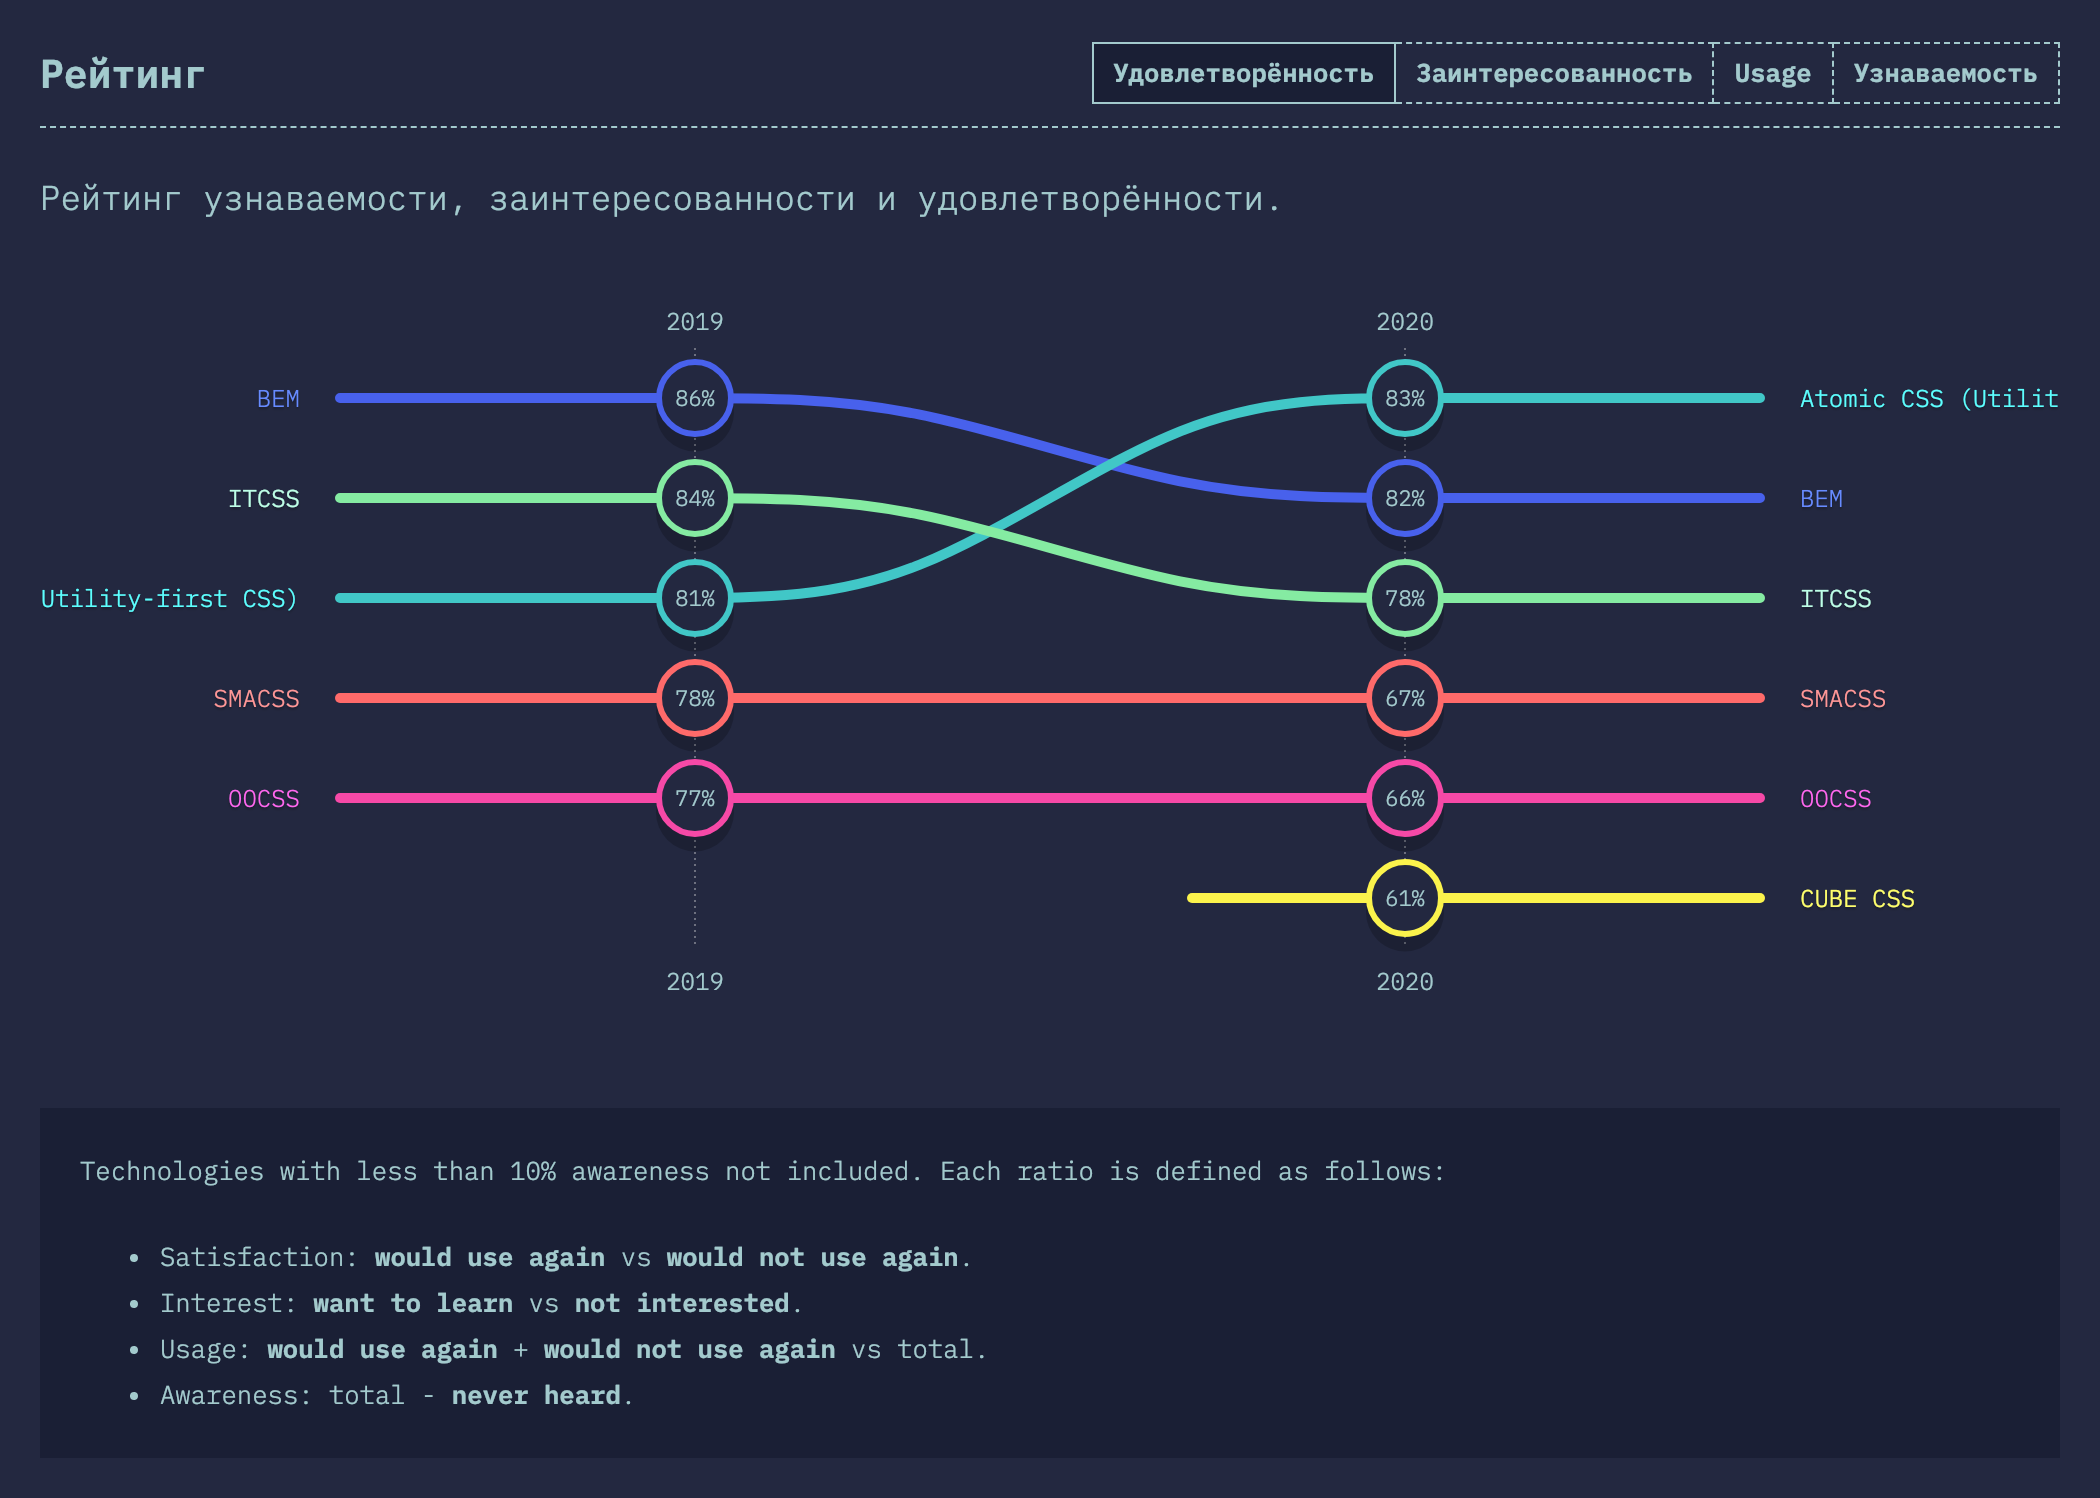 Рейтинг
Удовлетворённость Заинтересованность Usage Узнаваемость
Рейтинг узнаваемости, заинтересованности и удовлетворённости.
2019 2020
BEM 86% 83% Atomic CSS (Utilit
ITCSS 84% 82% BEM
Utility-first CSS) 81% 78% ITCSS
SMACSS 78% 67% SMACSS
OOCSS 77% 66% OOCSS
61% CUBE CSS
2019 2020
Technologies with less than 10% awareness not included. Each ratio is defined as follows:
• Satisfaction: would use again vs would not use again.
• Interest: want to learn vs not interested.
• Usage: would use again + would not use again vs total.
• Awareness: total - never heard.